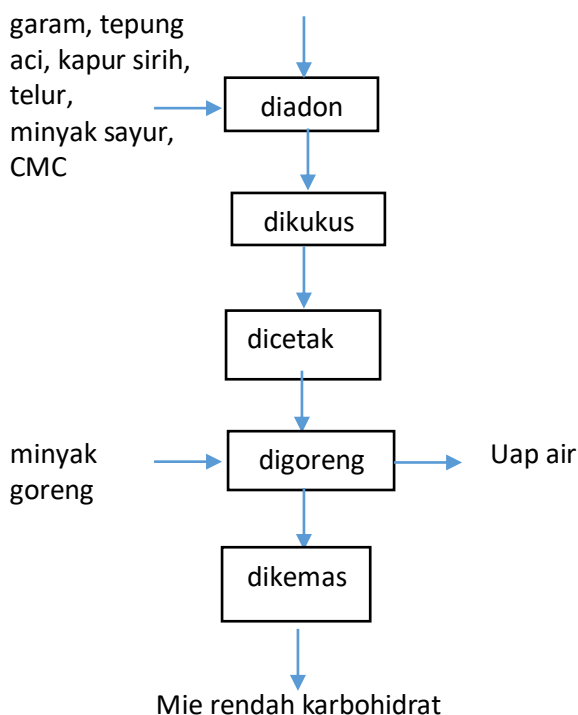 garam, tepung
aci, kapur sirih,
telur,
minyak sayur,
CMC
diadon
dikukus
dicetak
minyak
goreng
digoreng
Uap air
dikemas
Mie rendah karbohidrat